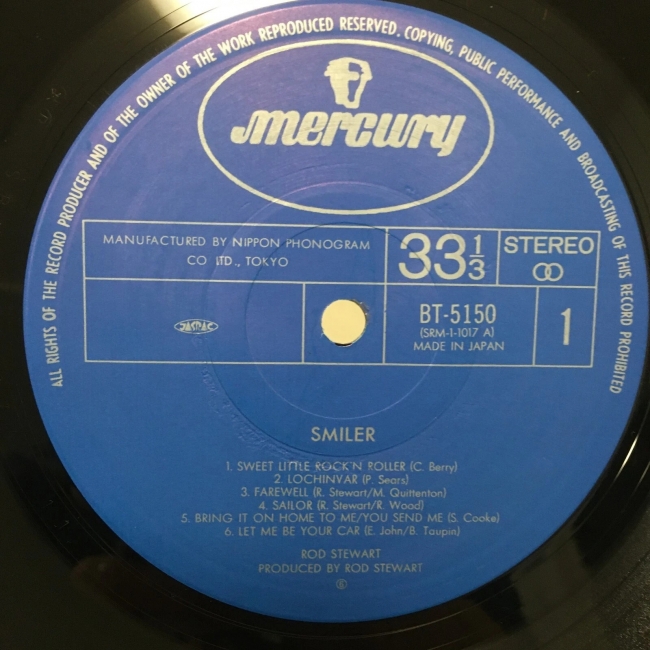 ALL RIGHTS OF THE RECORD PRODUCER AND OF THE OWNER OF THE WORK REPRODUCED RESERVED. COPYING, PUBLIC PERFORMANCE AND BROADCASTING OF THIS RECORD PROHIBITED
mercury
MANUFACTURED BY NIPPON PHONOGRAM
CO LTD., TOKYO
33 1/3
STEREO
JASRAC
BT-5150
(SRM-1-1017 A)
MADE IN JAPAN
1
SMILER
1. SWEET LITTLE ROCK'N ROLLER (C. Berry)
2. LOCHINVAR (P. Sears)
3. FAREWELL (R. Stewart/M. Quittenton)
4. SAILOR (R. Stewart/R. Wood)
5. BRING IT ON HOME TO ME/YOU SEND ME (S. Cooke)
6. LET ME BE YOUR CAR (E. John/B. Taupin)
ROD STEWART
PRODUCED BY ROD STEWART